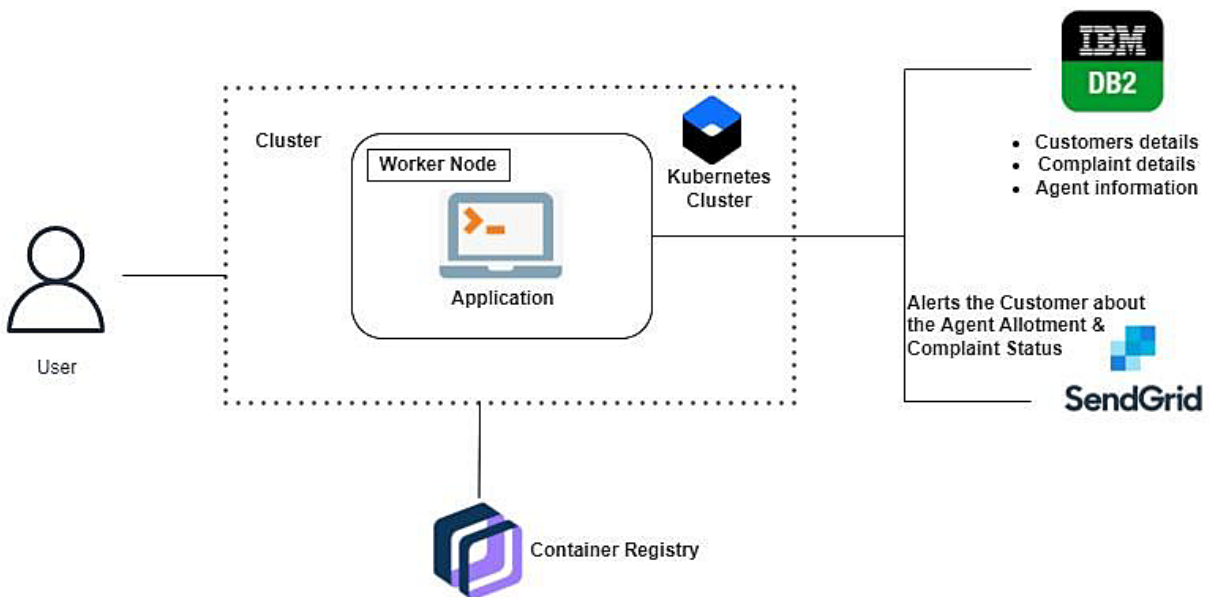 IBM
DB2
Cluster
Worker Node
Kubernetes
Cluster
Application
• Customers details
• Complaint details
• Agent information
User
Alerts the Customer about
the Agent Allotment &
Complaint Status
SendGrid
Container Registry